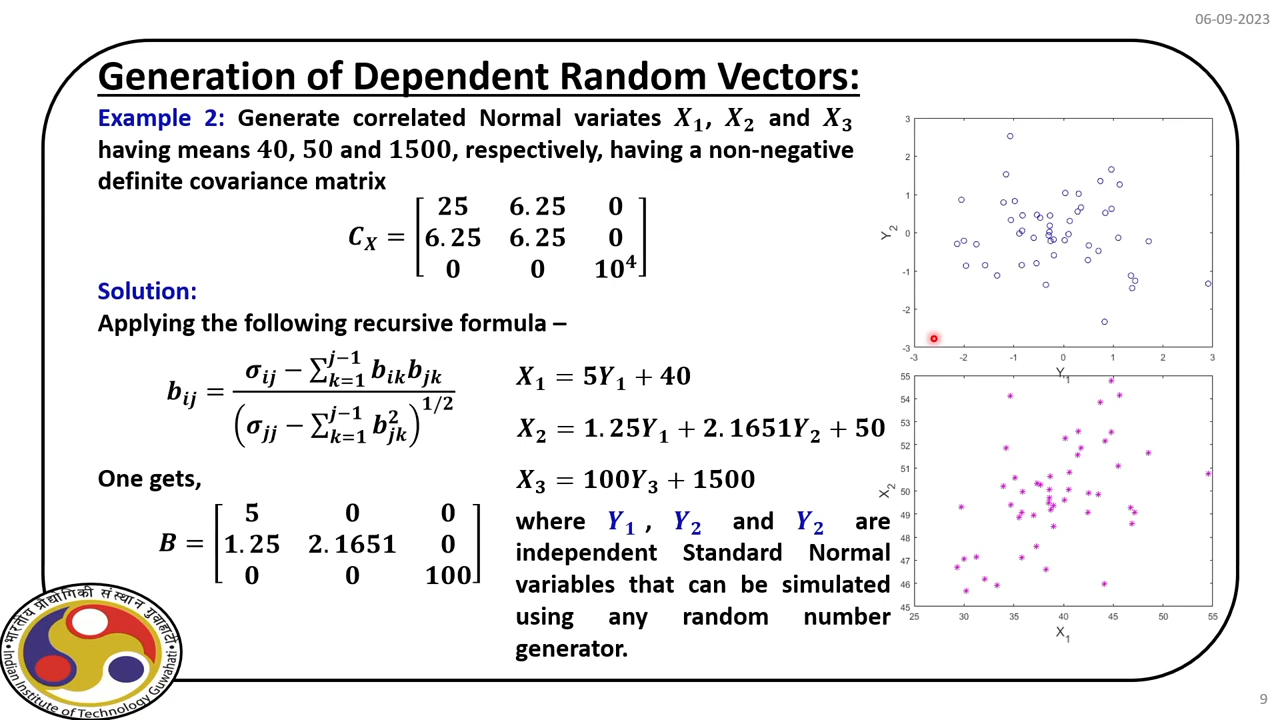 06-09-2023
Generation of Dependent Random Vectors:
Example 2: Generate correlated Normal variates X₁, X₂ and X₃
having means 40, 50 and 1500, respectively, having a non-negative
definite covariance matrix
C_X = [25 6.25 0; 6.25 6.25 0; 0 0 10⁴]
Solution:
Applying the following recursive formula –
b_ij = (σ_ij − ∑_{k=1}^{j−1} b_ik b_jk) / (σ_jj − ∑_{k=1}^{j−1} b_jk²)^{1/2}
One gets,
B = [5 0 0; 1.25 2.1651 0; 0 0 100]
X₁ = 5Y₁ + 40
X₂ = 1.25Y₁ + 2.1651Y₂ + 50
X₃ = 100Y₃ + 1500
where Y₁ , Y₂ and Y₂ are
independent Standard Normal
variables that can be simulated
using any random number
generator.
3
2
1
0
-1
-2
-3
Y₂
-3 -2 -1 0 1 2 3
Y₁
55
54
53
52
51
50
49
48
47
46
45
X₂
25 30 35 40 45 50 55
X₁
भारतीय प्रौद्योगिकी संस्थान गुवाहाटी
Indian Institute of Technology Guwahati
9